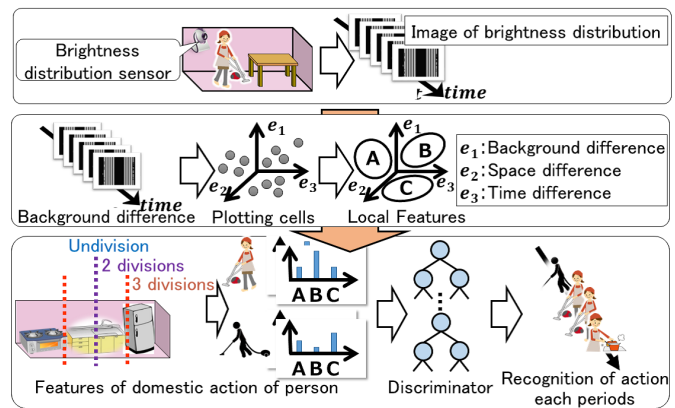 Brightness
distribution sensor
Image of brightness distribution
time
e1
e2
e3
A
B
C
e1
e2
e3
time
Background difference
Plotting cells
Local Features
e1:Background difference
e2:Space difference
e3:Time difference
Undivision
2 divisions
3 divisions
A B C
A B C
Features of domestic action of person
Discriminator
Recognition of action
each periods